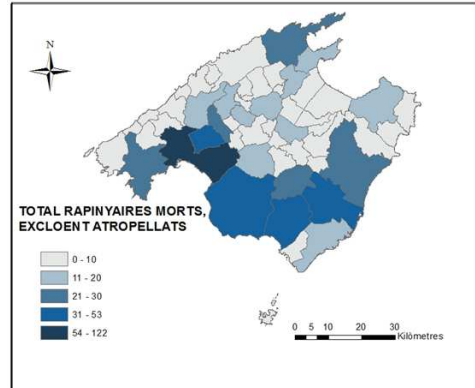 N
TOTAL RAPINYAIRES MORTS,
EXCLOENT ATROPELLATS
0 - 10
11 - 20
21 - 30
31 - 53
54 - 122
0 5 10 20 30
Kilòmetres